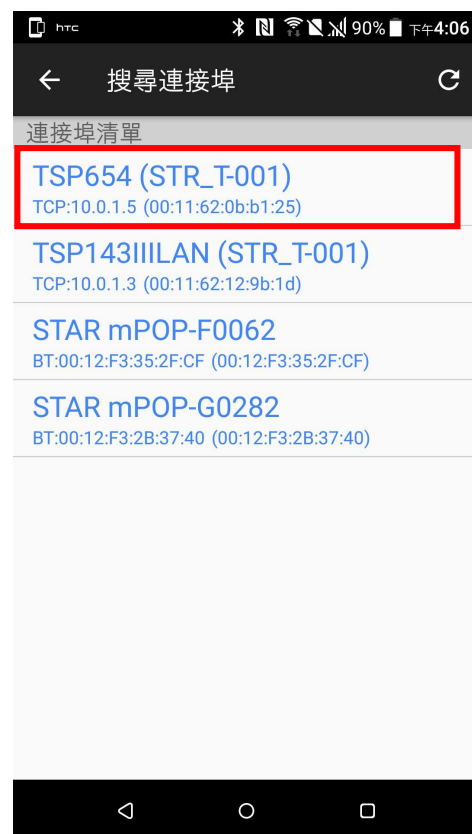 hTC 90% 下午4:06
搜尋連接埠
連接埠清單
TSP654 (STR_T-001)
TCP:10.0.1.5 (00:11:62:0b:b1:25)
TSP143IIILAN (STR_T-001)
TCP:10.0.1.3 (00:11:62:12:9b:1d)
STAR mPOP-F0062
BT:00:12:F3:35:2F:CF (00:12:F3:35:2F:CF)
STAR mPOP-G0282
BT:00:12:F3:2B:37:40 (00:12:F3:2B:37:40)